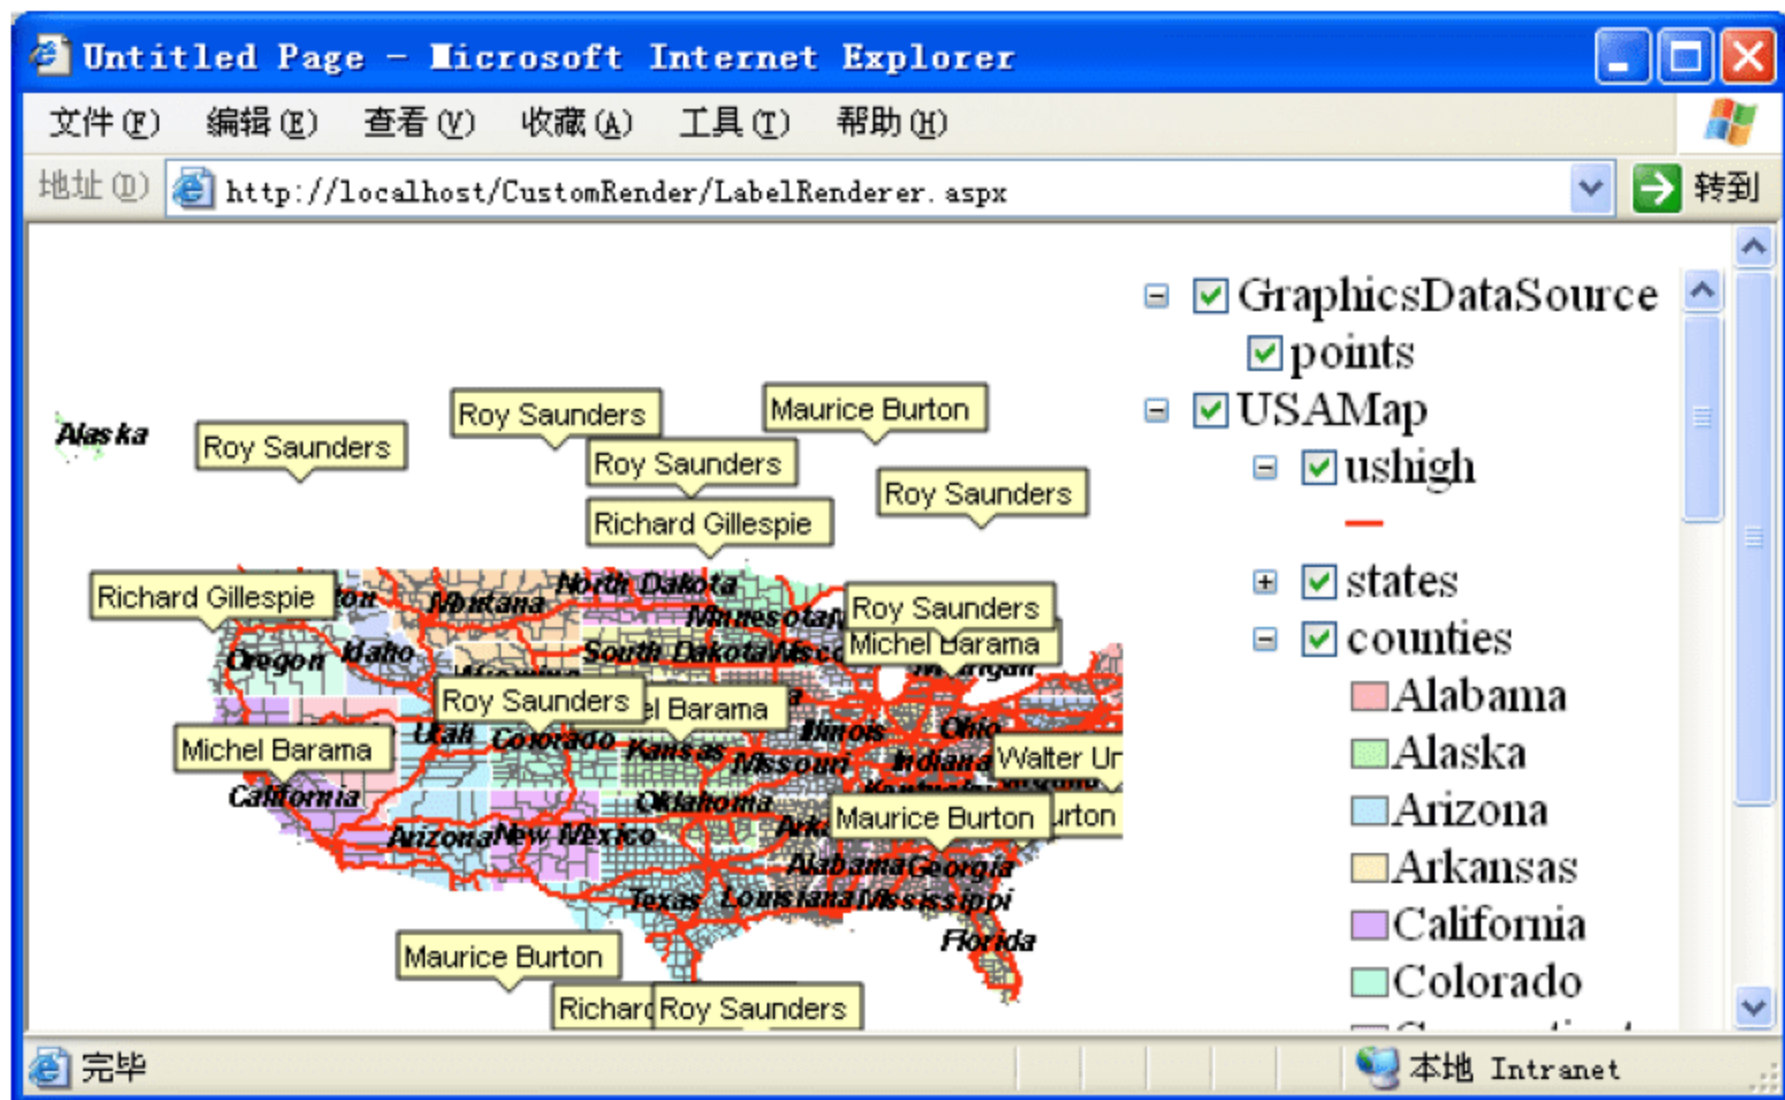 Untitled Page - Microsoft Internet Explorer
文件(F) 编辑(E) 查看(V) 收藏(A) 工具(T) 帮助(H)
地址(D) http://localhost/CustomRender/LabelRenderer.aspx 转到
GraphicsDataSource
points
USAMap
ushigh
states
counties
Alabama
Alaska
Arizona
Arkansas
California
Colorado
Alaska
Roy Saunders
Roy Saunders
Maurice Burton
Roy Saunders
Roy Saunders
Richard Gillespie
Richard Gillespie
Montana
North Dakota
Minnesota
Roy Saunders
Michel Barama
Oregon
Idaho
South Dakota
Roy Saunders
Barama
Michel Barama
Utah
Colorado
Kansas
Missouri
Illinois
Ohio
Indiana
Walter
California
Oklahoma
Maurice Burton
Arizona
New Mexico
Alabama
Georgia
Texas
Louisiana
Mississippi
Florida
Maurice Burton
Roy Saunders
完毕 本地 Intranet